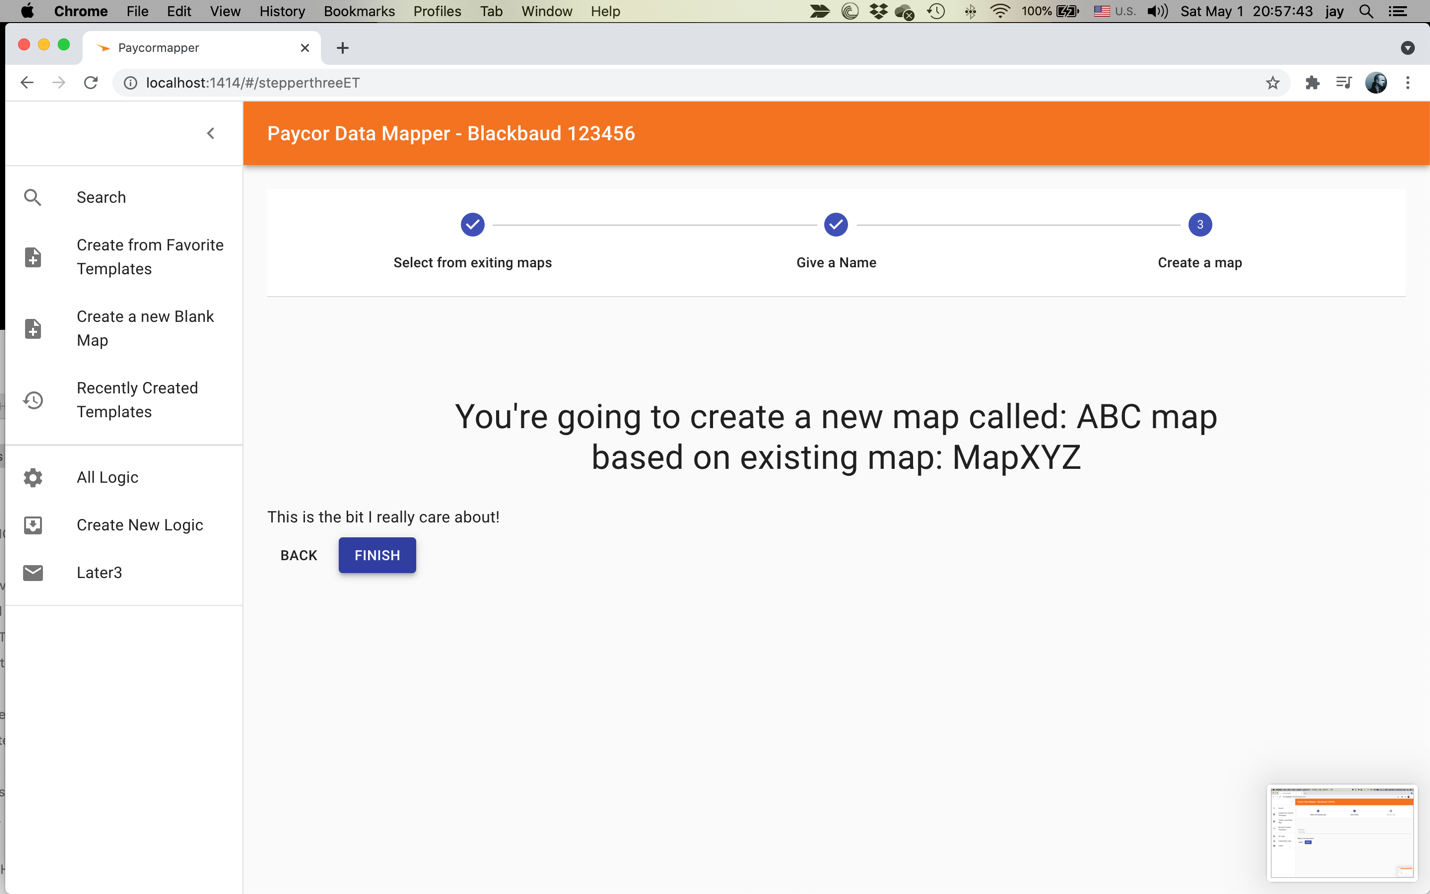 Chrome File Edit View History Bookmarks Profiles Tab Window Help 100% U.S. Sat May 1 20:57:43 jay
Paycormapper
localhost:1414/#/stepperthreeET
Paycor Data Mapper - Blackbaud 123456
Search
Create from Favorite
Templates
Create a new Blank
Map
Recently Created
Templates
All Logic
Create New Logic
Later3
3
Select from exiting maps
Give a Name
Create a map
You're going to create a new map called: ABC map
based on existing map: MapXYZ
This is the bit I really care about!
BACK FINISH